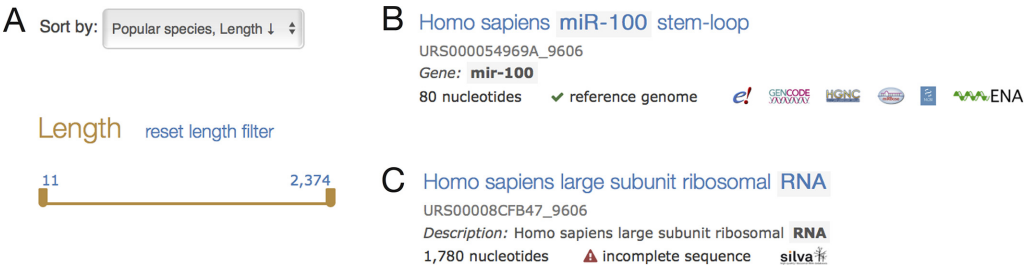 A
Sort by: Popular species, Length ↓
Length reset length filter
11 2,374
B
Homo sapiens miR-100 stem-loop
URS000054969A_9606
Gene: mir-100
80 nucleotides ✓ reference genome e! GENCODE HGNC ENA
C
Homo sapiens large subunit ribosomal RNA
URS00008CFB47_9606
Description: Homo sapiens large subunit ribosomal RNA
1,780 nucleotides incomplete sequence silva